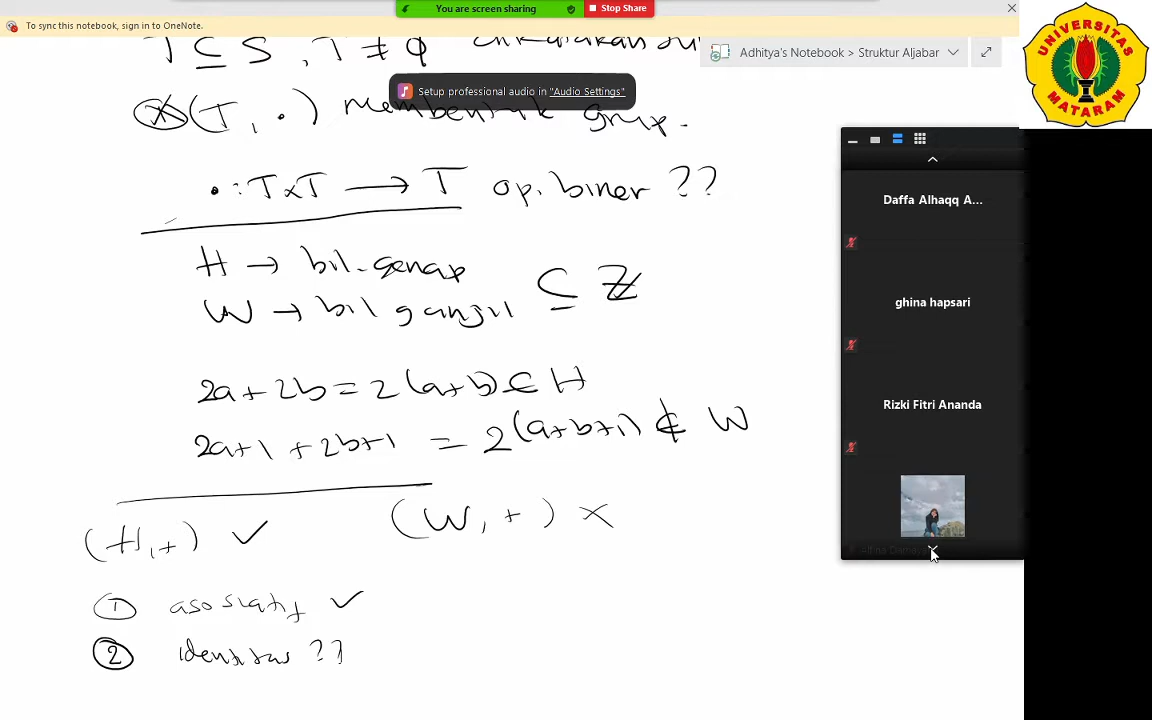 You are screen sharing
Stop Share
To sync this notebook, sign in to OneNote.
T ⊆ S , T ≠ ϕ
Adhitya's Notebook > Struktur Aljabar
UNIVERSITAS
MATARAM
Setup professional audio in "Audio Settings"
(T, •) membentuk grup.
• : T×T → T op. biner ??
H → bil. genap
W → bil ganjil ⊆ ℤ
2a + 2b = 2(a+b) ∈ H
2a+1 + 2b+1 = 2(a+b+1) ∉ W
(H,+) ✓ (W, +) ×
① asosiatif ✓
② identitas ??
Daffa Alhaqq A...
ghina hapsari
Rizki Fitri Ananda